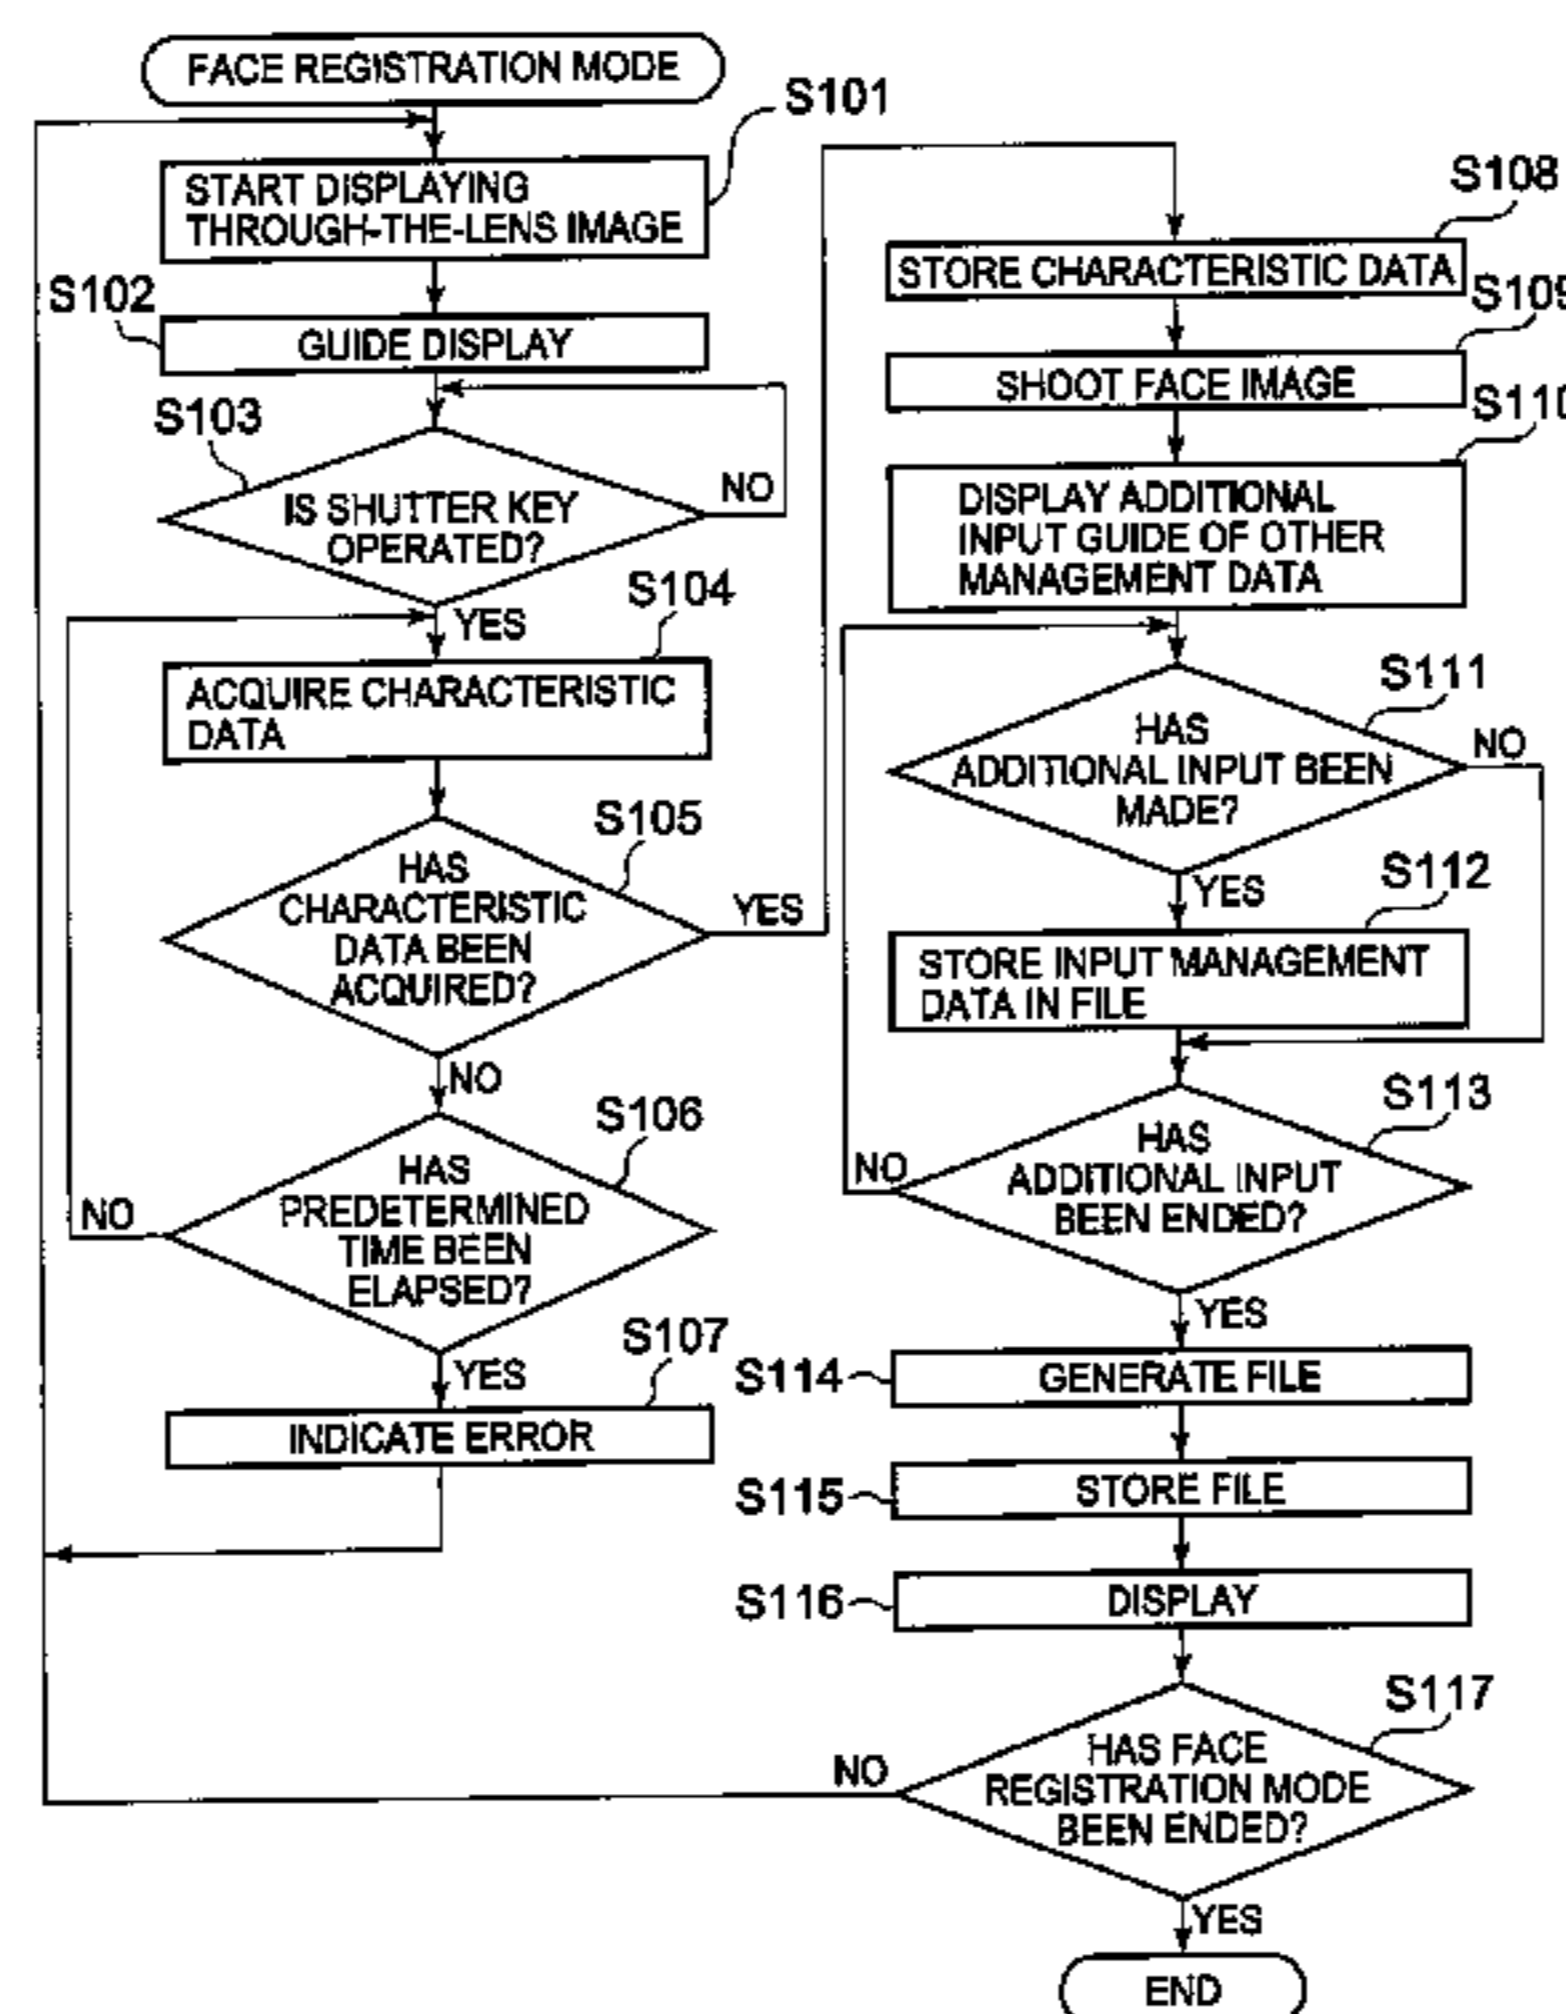 FACE REGISTRATION MODE
S101
START DISPLAYING
THROUGH-THE-LENS IMAGE
S102
GUIDE DISPLAY
S103
IS SHUTTER KEY
OPERATED?
NO
YES
S104
ACQUIRE CHARACTERISTIC
DATA
S105
HAS
CHARACTERISTIC
DATA BEEN
ACQUIRED?
YES
NO
S106
HAS
PREDETERMINED
TIME BEEN
ELAPSED?
NO
YES
S107
INDICATE ERROR
S108
STORE CHARACTERISTIC DATA
S109
SHOOT FACE IMAGE
S110
DISPLAY ADDITIONAL
INPUT GUIDE OF OTHER
MANAGEMENT DATA
S111
HAS
ADDITIONAL INPUT BEEN
MADE?
NO
YES
S112
STORE INPUT MANAGEMENT
DATA IN FILE
S113
HAS
ADDITIONAL INPUT
BEEN ENDED?
NO
YES
S114
GENERATE FILE
S115
STORE FILE
S116
DISPLAY
S117
HAS FACE
REGISTRATION MODE
BEEN ENDED?
NO
YES
END